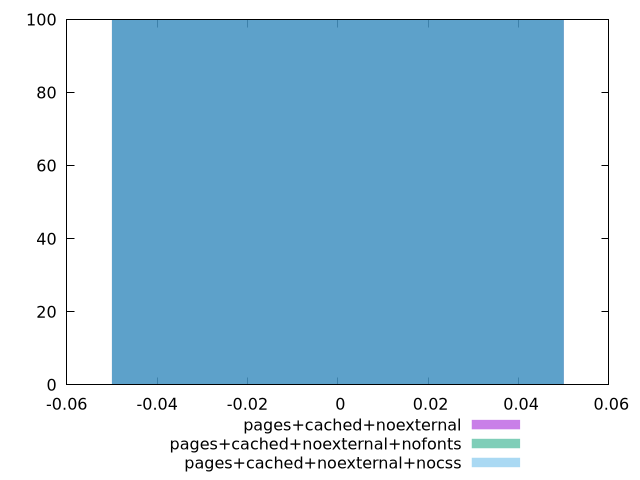 100
80
60
40
20
0
-0.06 -0.04 -0.02 0 0.02 0.04 0.06
pages+cached+noexternal
pages+cached+noexternal+nofonts
pages+cached+noexternal+nocss